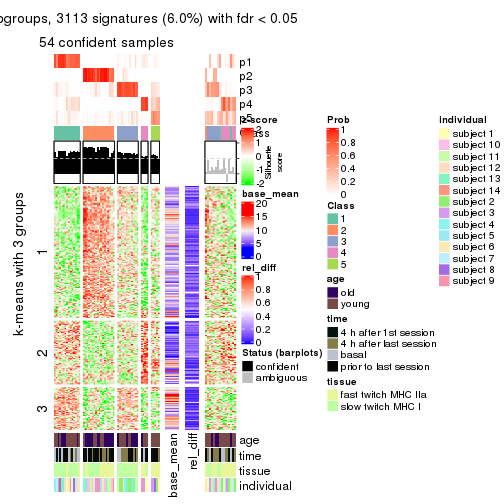 ogroups, 3113 signatures (6.0%) with fdr < 0.05
54 confident samples
p1
p2
p3
p4
p5
Class
Silhouette
score
k-means with 3 groups
1
2
3
age
time
tissue
individual
base_mean
rel_diff
z-score
2
1
0
-1
-2
base_mean
20
15
10
5
0
rel_diff
1
0.8
0.6
0.4
0.2
0
Status (barplots)
confident
ambiguous
Prob
1
0.8
0.6
0.4
0.2
0
Class
1
2
3
4
5
age
old
young
time
4 h after 1st session
4 h after last session
basal
prior to last session
tissue
fast twitch MHC IIa
slow twitch MHC I
individual
subject 1
subject 10
subject 11
subject 12
subject 13
subject 14
subject 2
subject 3
subject 4
subject 5
subject 6
subject 7
subject 8
subject 9